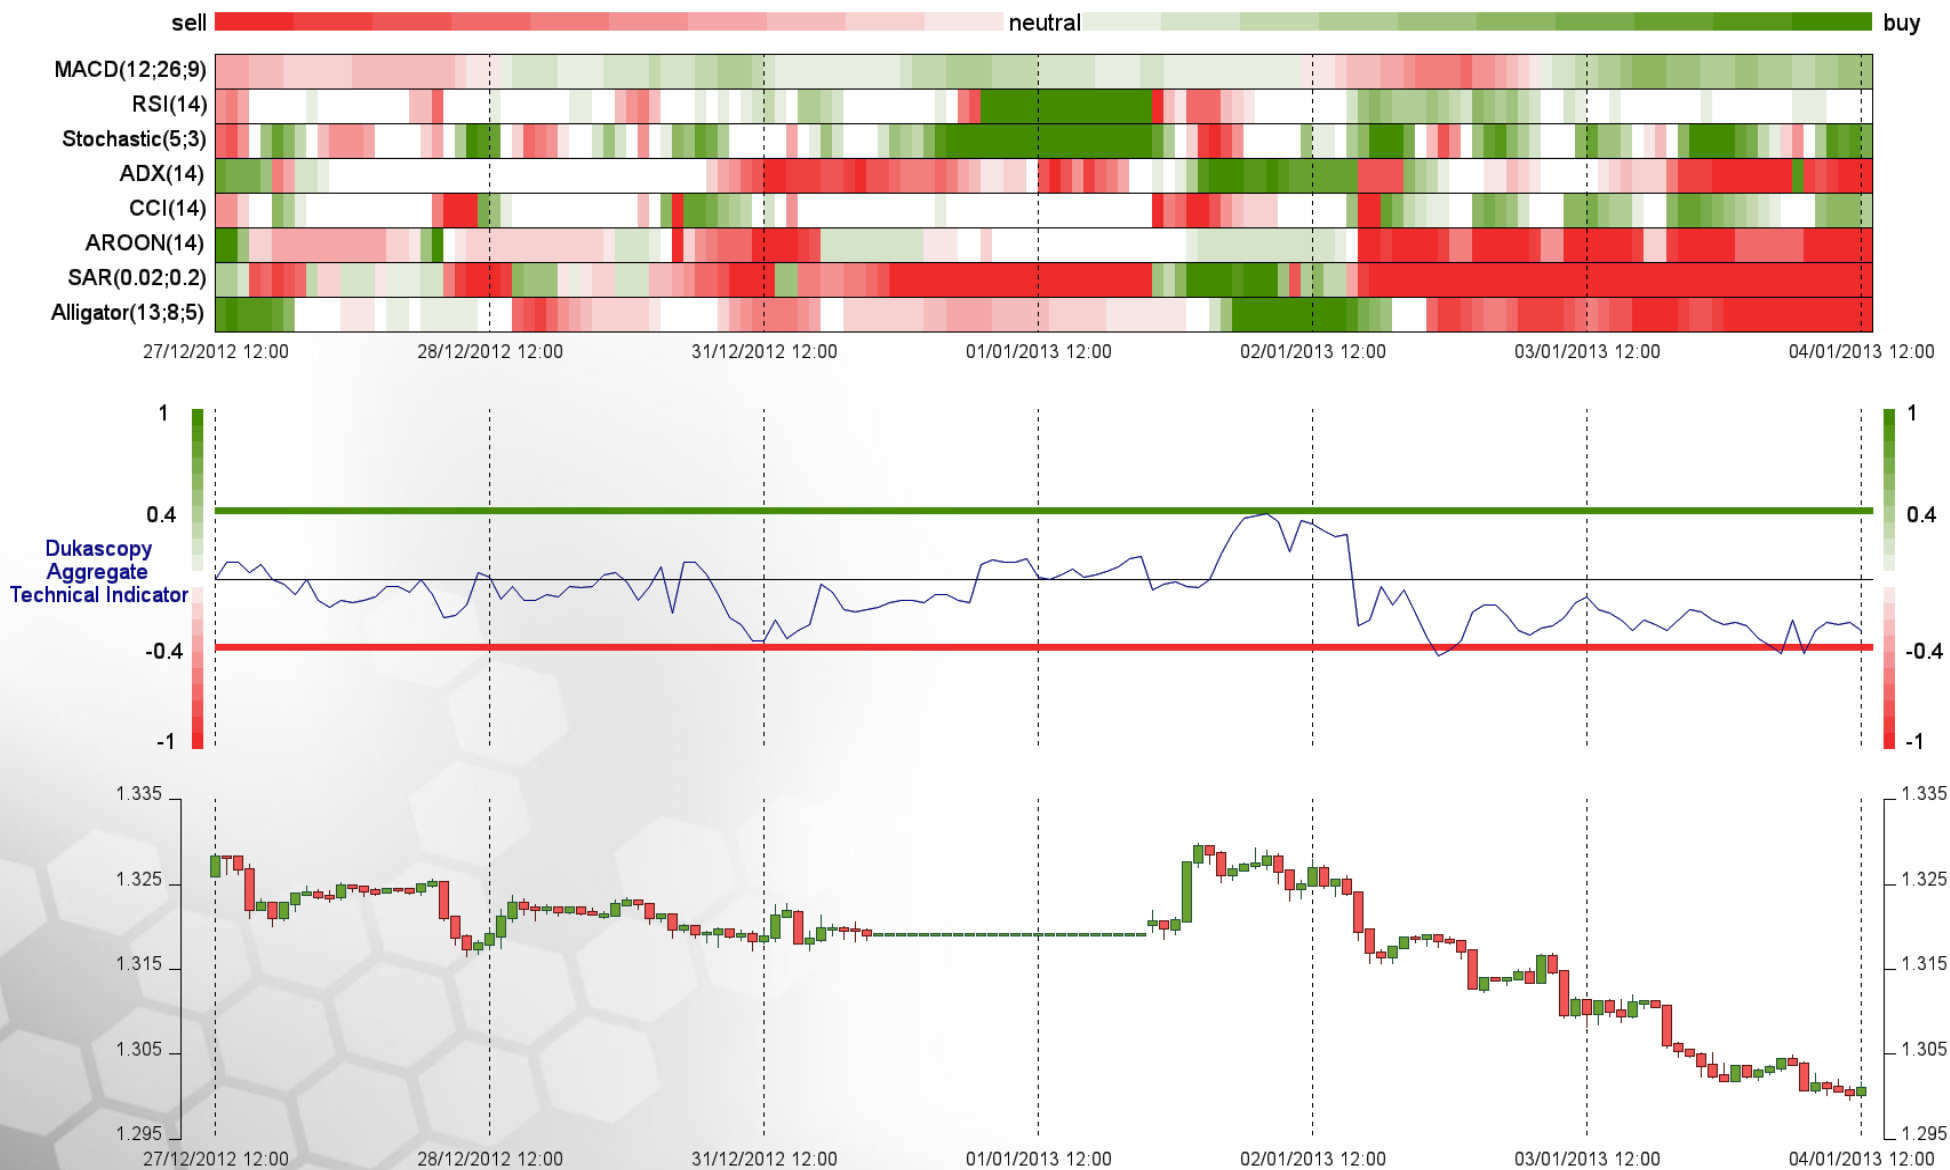 sell neutral buy
MACD(12;26;9)
RSI(14)
Stochastic(5;3)
ADX(14)
CCI(14)
AROON(14)
SAR(0.02;0.2)
Alligator(13;8;5)
27/12/2012 12:00 28/12/2012 12:00 31/12/2012 12:00 01/01/2013 12:00 02/01/2013 12:00 03/01/2013 12:00 04/01/2013 12:00
1 1
0.4 0.4
Dukascopy
Aggregate
Technical Indicator
-0.4 -0.4
-1 -1
1.335 1.335
1.325 1.325
1.315 1.315
1.305 1.305
1.295 1.295
27/12/2012 12:00 28/12/2012 12:00 31/12/2012 12:00 01/01/2013 12:00 02/01/2013 12:00 03/01/2013 12:00 04/01/2013 12:00